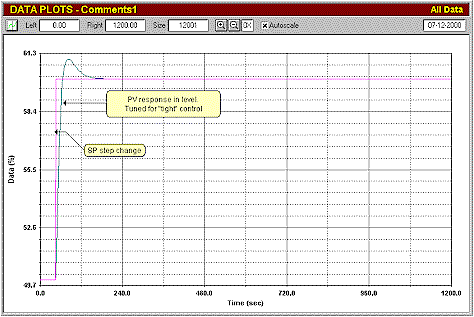 DATA PLOTS - Comments1 All Data
Left 0.00 Right 1200.00 Size 12001 OK Autoscale 07-12-2000
61.3
58.4
55.5
52.6
49.7
Data (%)
PV response in level.
Tuned for "tight" control
SP step change
0.0 240.0 480.0 720.0 960.0 1200.0
Time (sec)